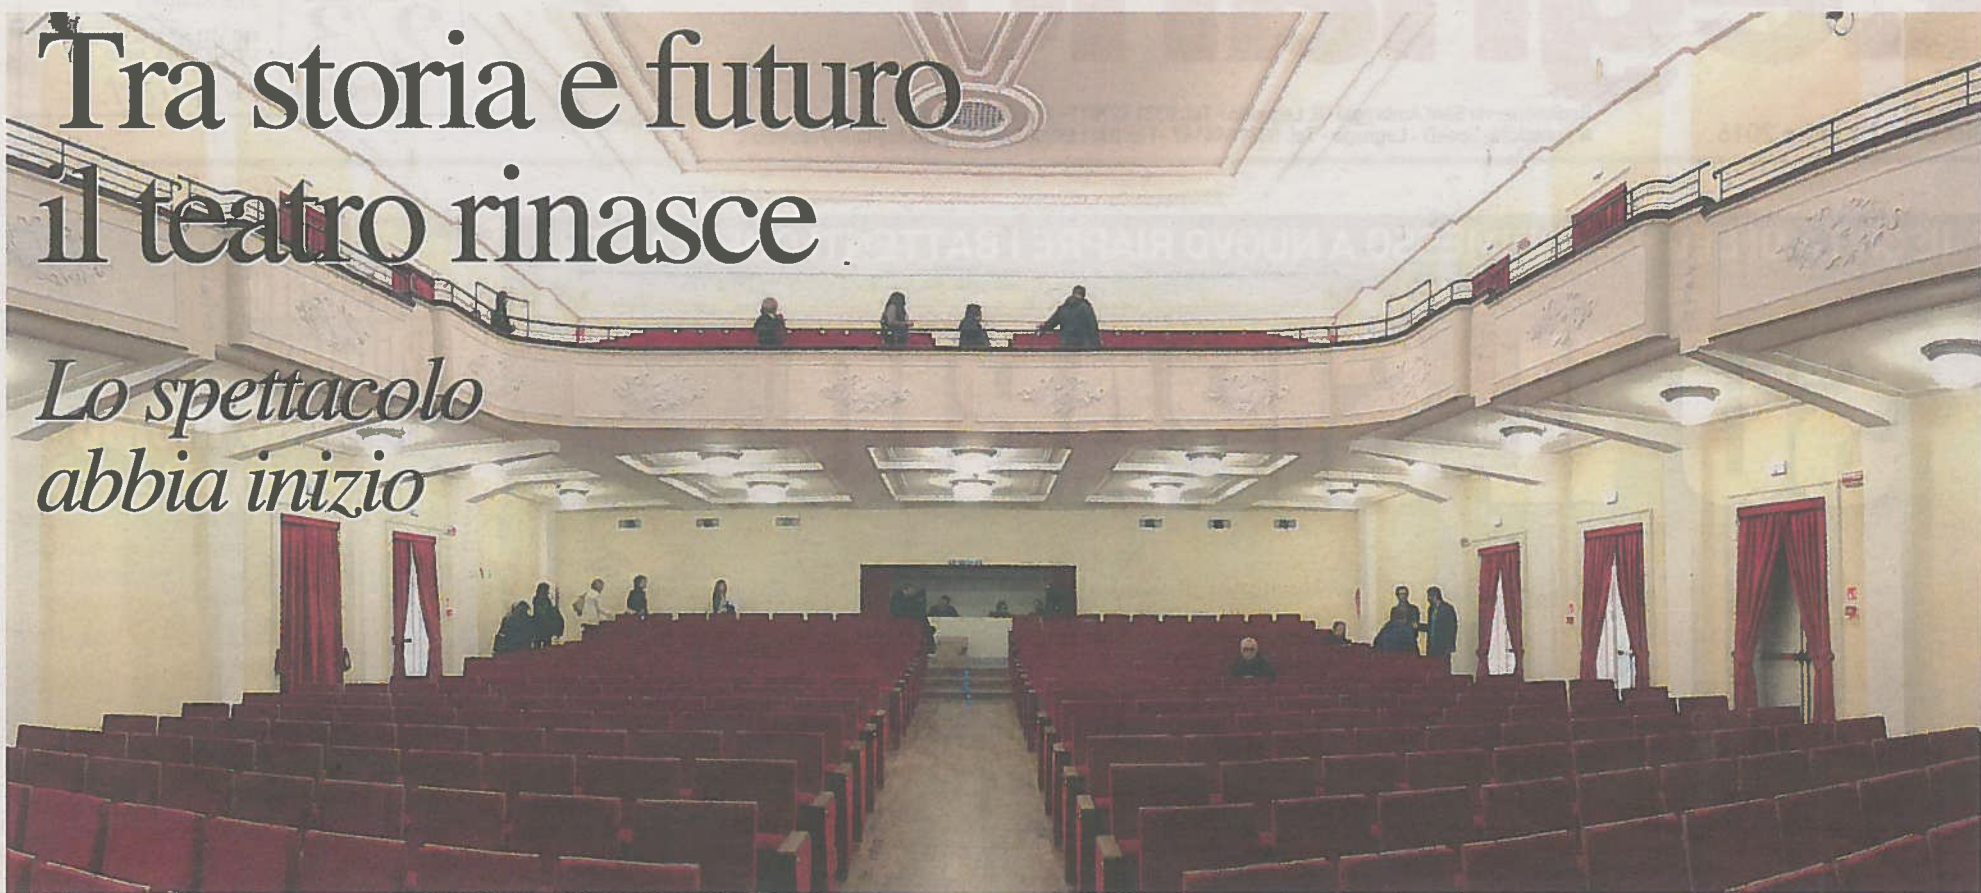 Tra storia e futuro
il teatro rinasce
Lo spettacolo
abbia inizio